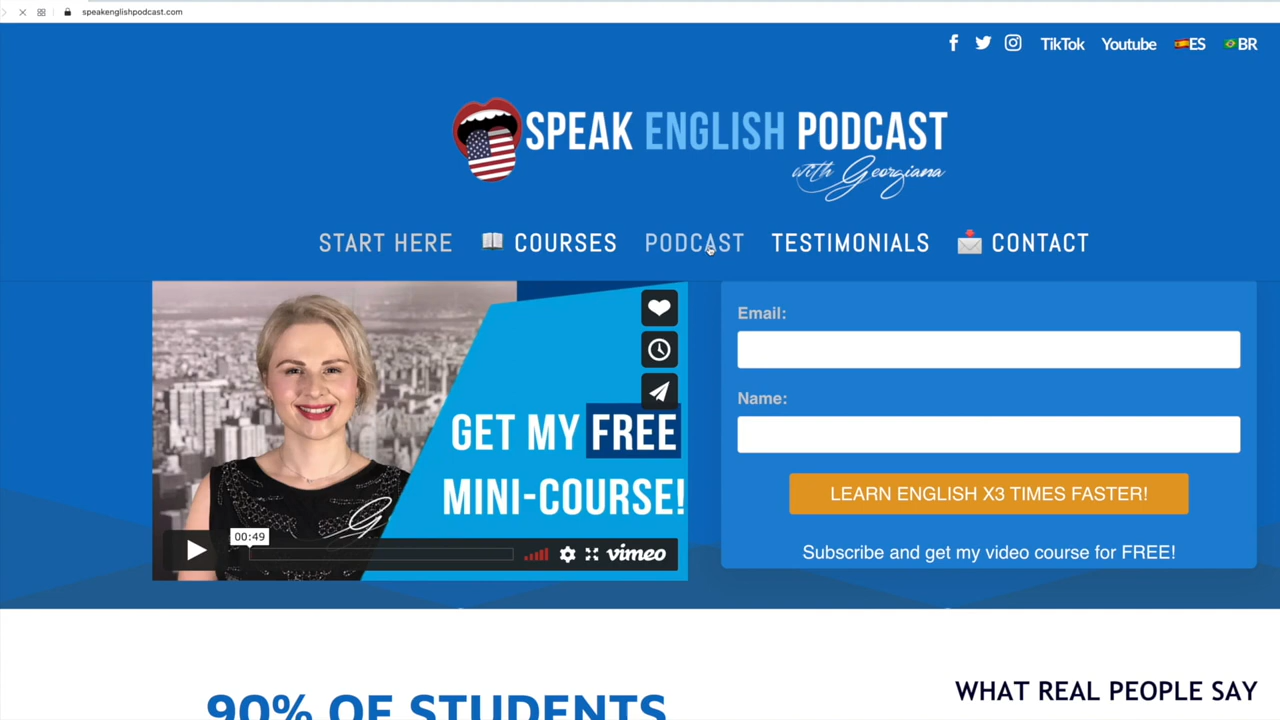 speakenglishpodcast.com
TikTok Youtube ES BR
SPEAK ENGLISH PODCAST
with Georgiana
START HERE COURSES PODCAST TESTIMONIALS CONTACT
GET MY FREE
MINI-COURSE!
G
00:49
vimeo
Email:
Name:
LEARN ENGLISH X3 TIMES FASTER!
Subscribe and get my video course for FREE!
90% OF STUDENTS
WHAT REAL PEOPLE SAY